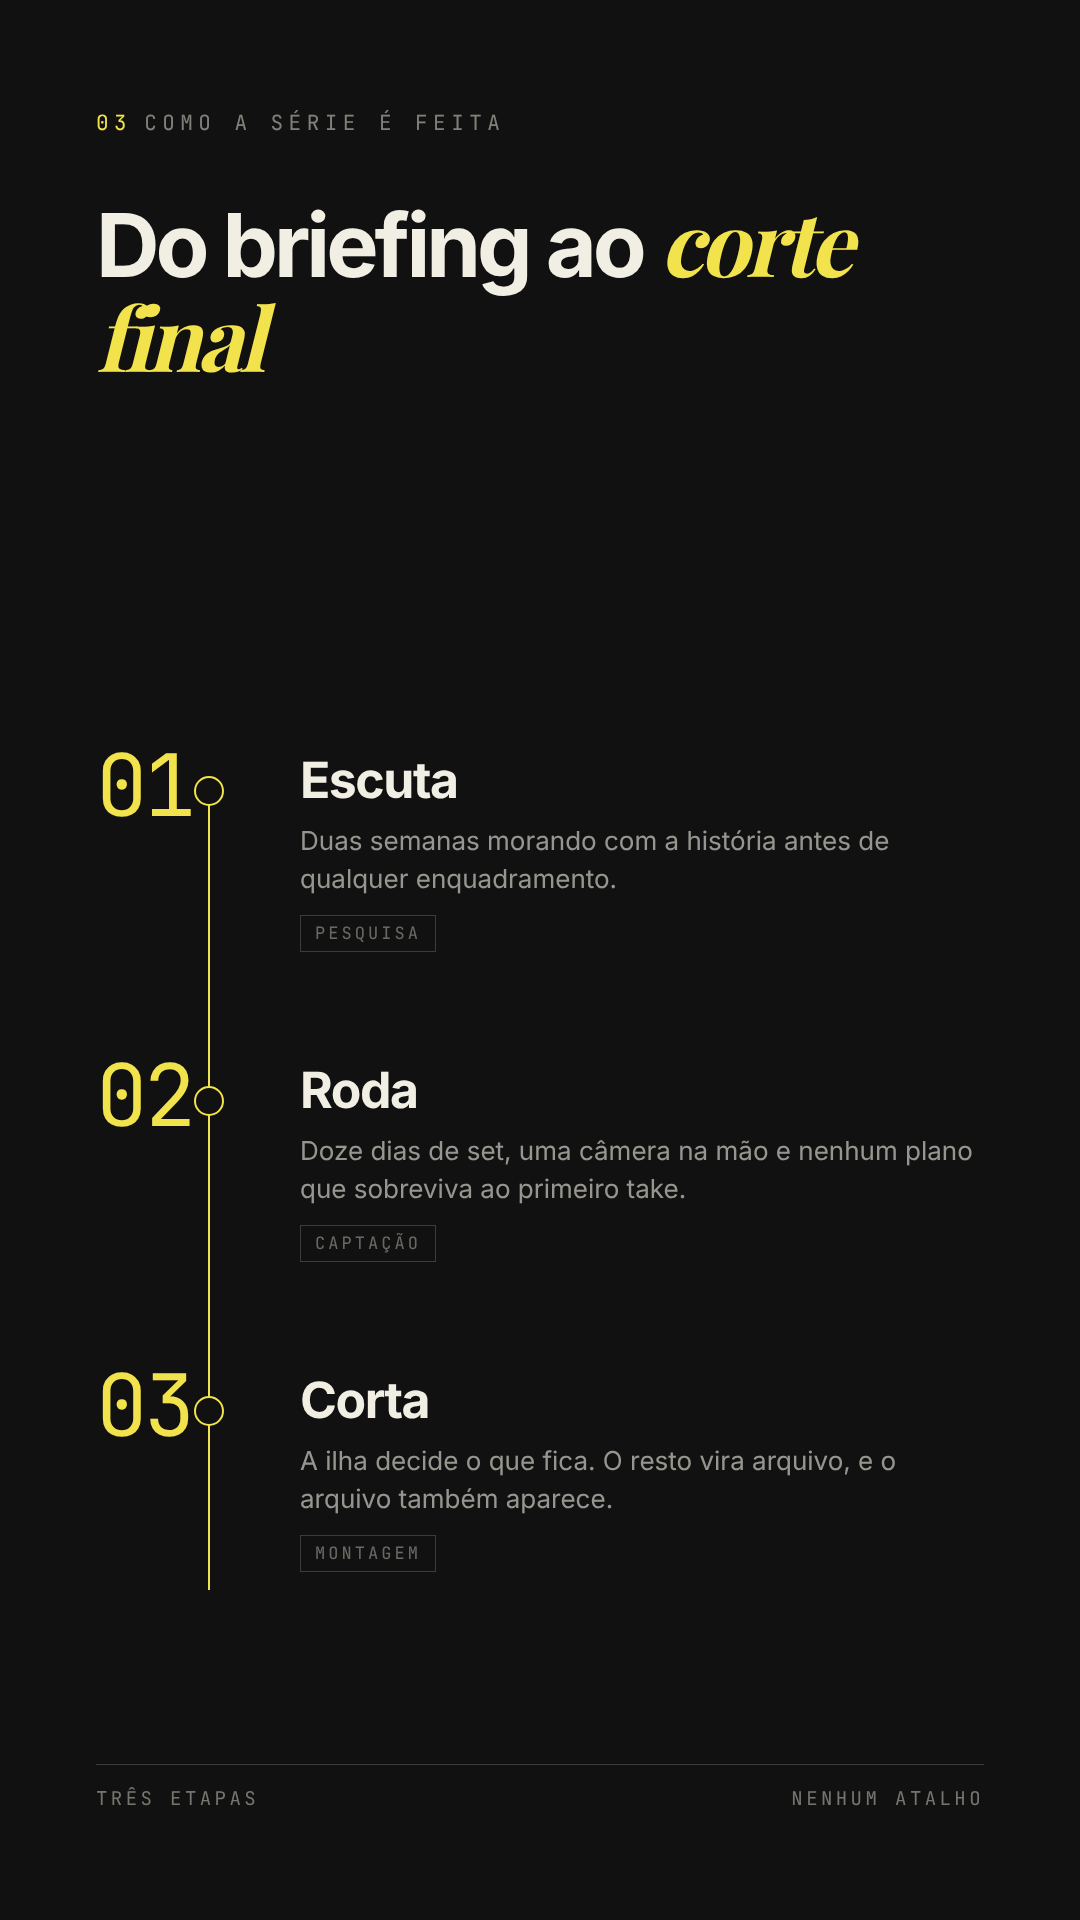 03 COMO A SÉRIE É FEITA
Do briefing ao corte
final
01
Escuta
Duas semanas morando com a história antes de
qualquer enquadramento.
PESQUISA
02
Roda
Doze dias de set, uma câmera na mão e nenhum plano
que sobreviva ao primeiro take.
CAPTAÇÃO
03
Corta
A ilha decide o que fica. O resto vira arquivo, e o
arquivo também aparece.
MONTAGEM
TRÊS ETAPAS
NENHUM ATALHO